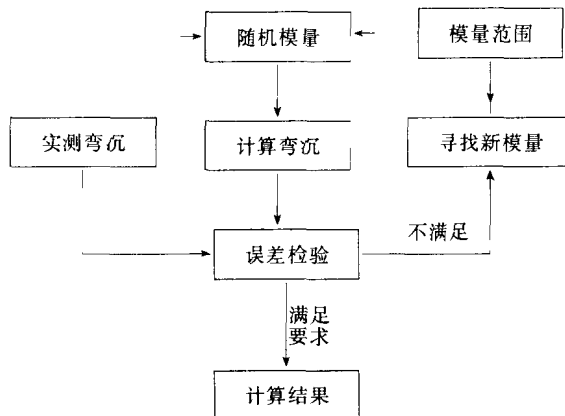 随机模量
模量范围
实测弯沉
计算弯沉
寻找新模量
不满足
误差检验
满足
要求
计算结果